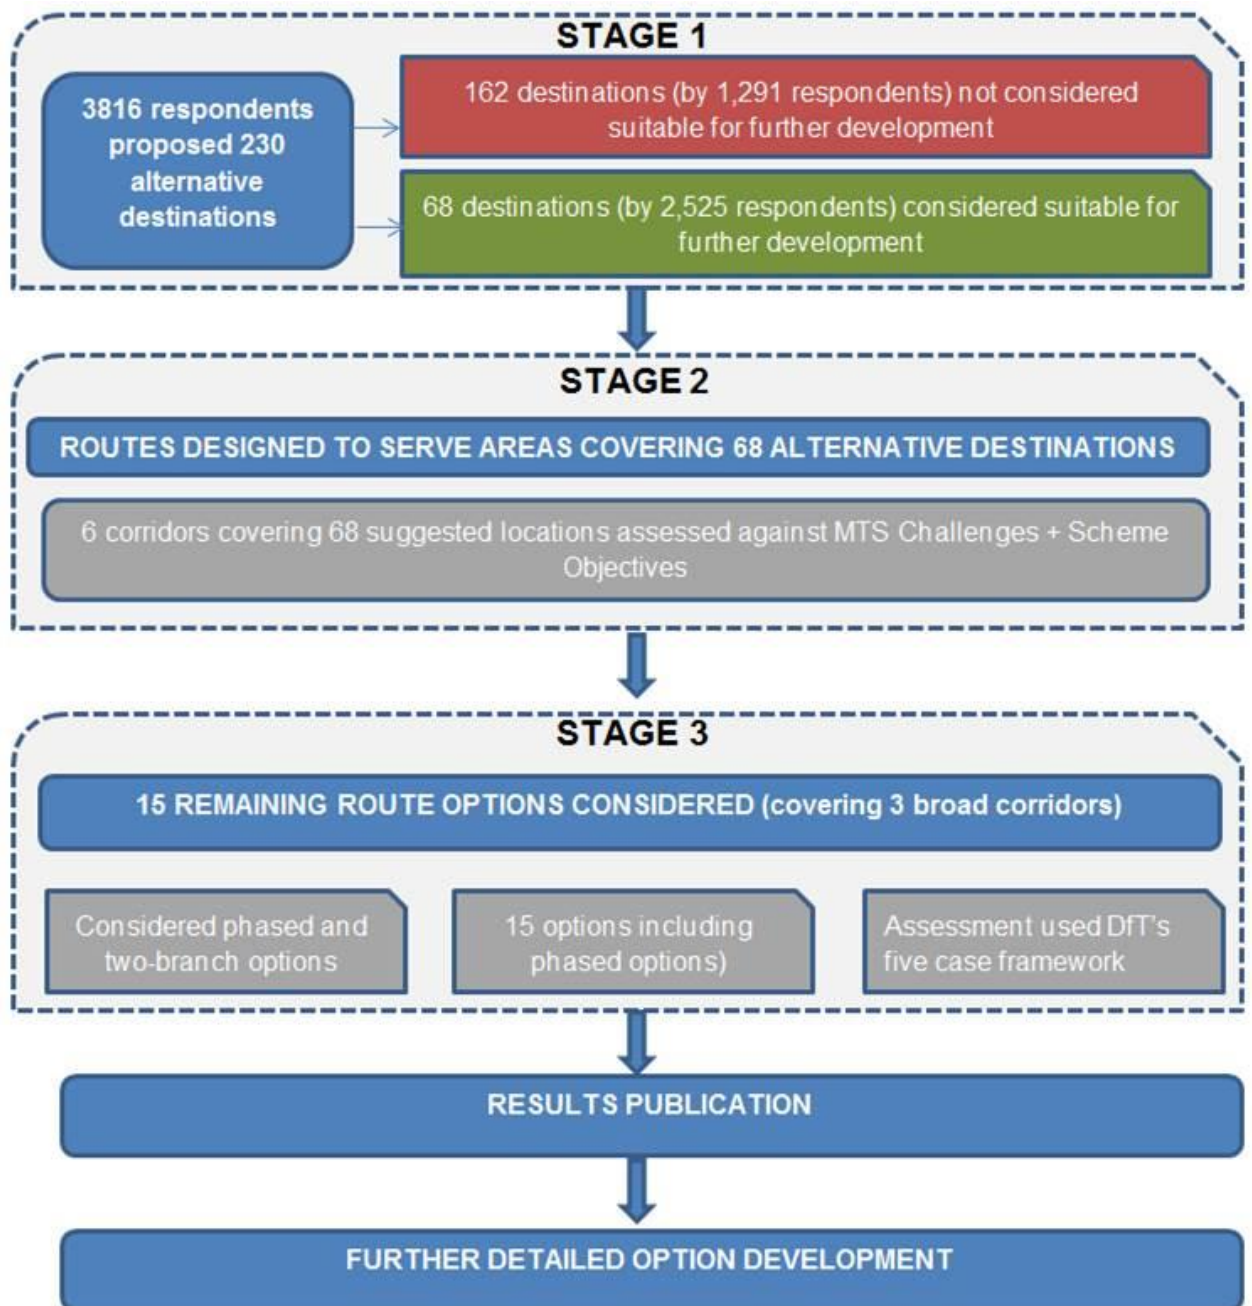 STAGE 1
3816 respondents
proposed 230
alternative
destinations
162 destinations (by 1,291 respondents) not considered
suitable for further development
68 destinations (by 2,525 respondents) considered suitable for
further development
STAGE 2
ROUTES DESIGNED TO SERVE AREAS COVERING 68 ALTERNATIVE DESTINATIONS
6 corridors covering 68 suggested locations assessed against MTS Challenges + Scheme
Objectives
STAGE 3
15 REMAINING ROUTE OPTIONS CONSIDERED (covering 3 broad corridors)
Considered phased and
two-branch options
15 options including
phased options)
Assessment used DfT's
five case framework
RESULTS PUBLICATION
FURTHER DETAILED OPTION DEVELOPMENT